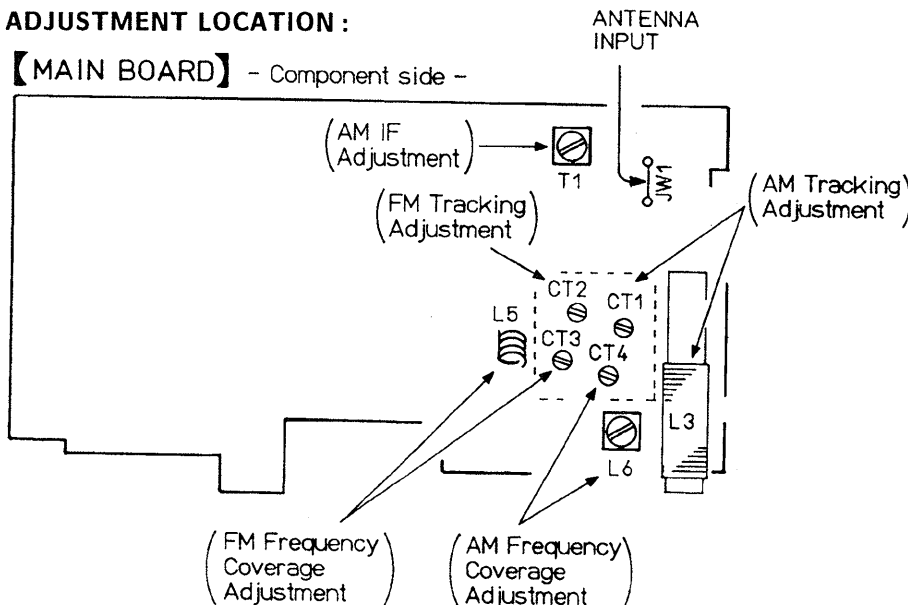 ADJUSTMENT LOCATION :
【MAIN BOARD】 - Component side -
ANTENNA
INPUT
(AM IF
Adjustment)
T1
JW1
(FM Tracking
Adjustment)
(AM Tracking
Adjustment)
CT2
CT1
L5
CT3
CT4
L3
L6
(FM Frequency
Coverage
Adjustment)
(AM Frequency
Coverage
Adjustment)